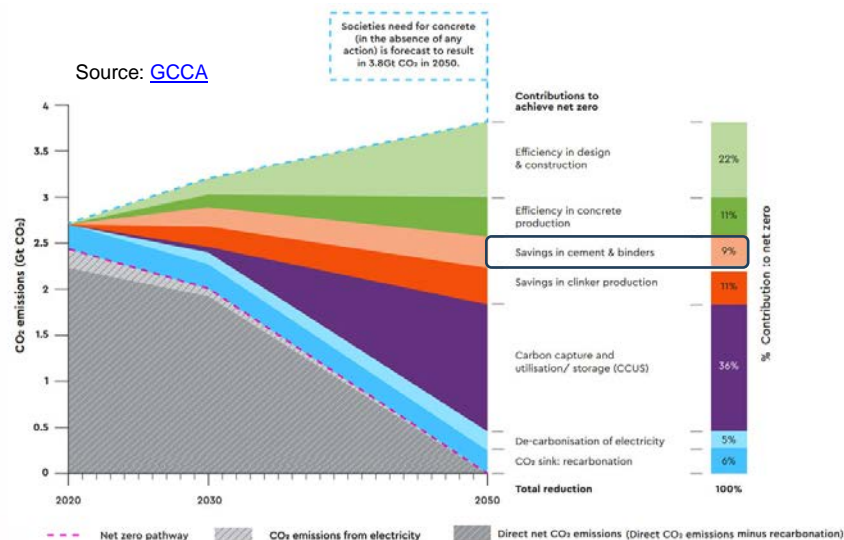 Societies need for concrete
(in the absence of any
action) is forecast to result
in 3.8Gt CO₂ in 2050.
Source: GCCA
Contributions to
achieve net zero
4
3.5
3
2.5
2
1.5
1
0.5
0
CO₂ emissions (Gt CO₂)
2020
2030
2050
Efficiency in design
& construction
22%
Efficiency in concrete
production
11%
Savings in cement & binders
9%
Savings in clinker production
11%
Carbon capture and
utilisation/ storage (CCUS)
36%
De-carbonisation of electricity
5%
CO₂ sink: recarbonation
6%
Total reduction
100%
% Contribution to net zero
Net zero pathway
CO₂ emissions from electricity
Direct net CO₂ emissions (Direct CO₂ emissions minus recarbonation)